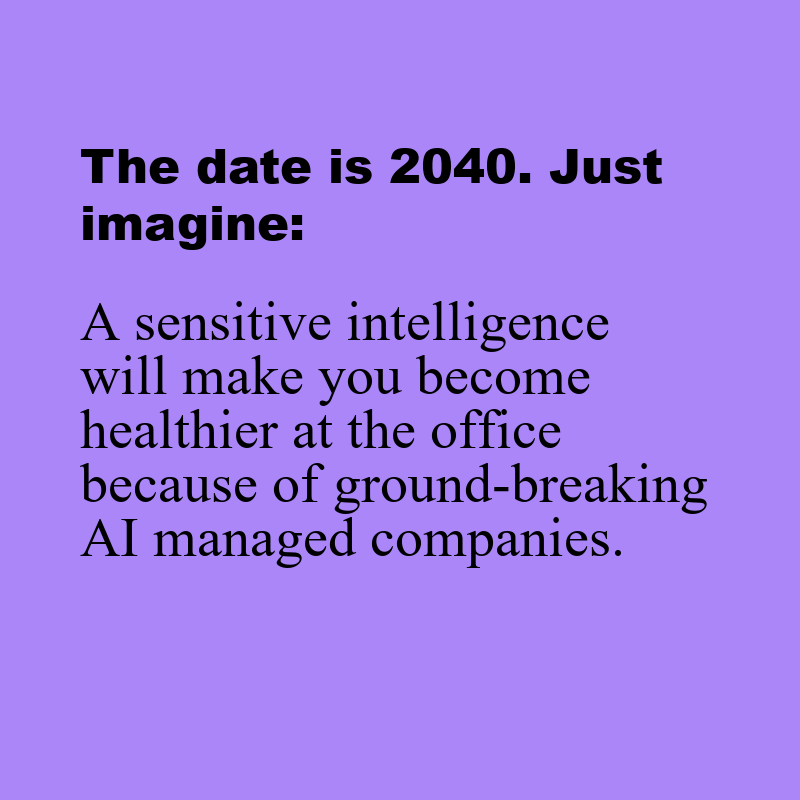 The date is 2040. Just
imagine:
A sensitive intelligence
will make you become
healthier at the office
because of ground-breaking
AI managed companies.